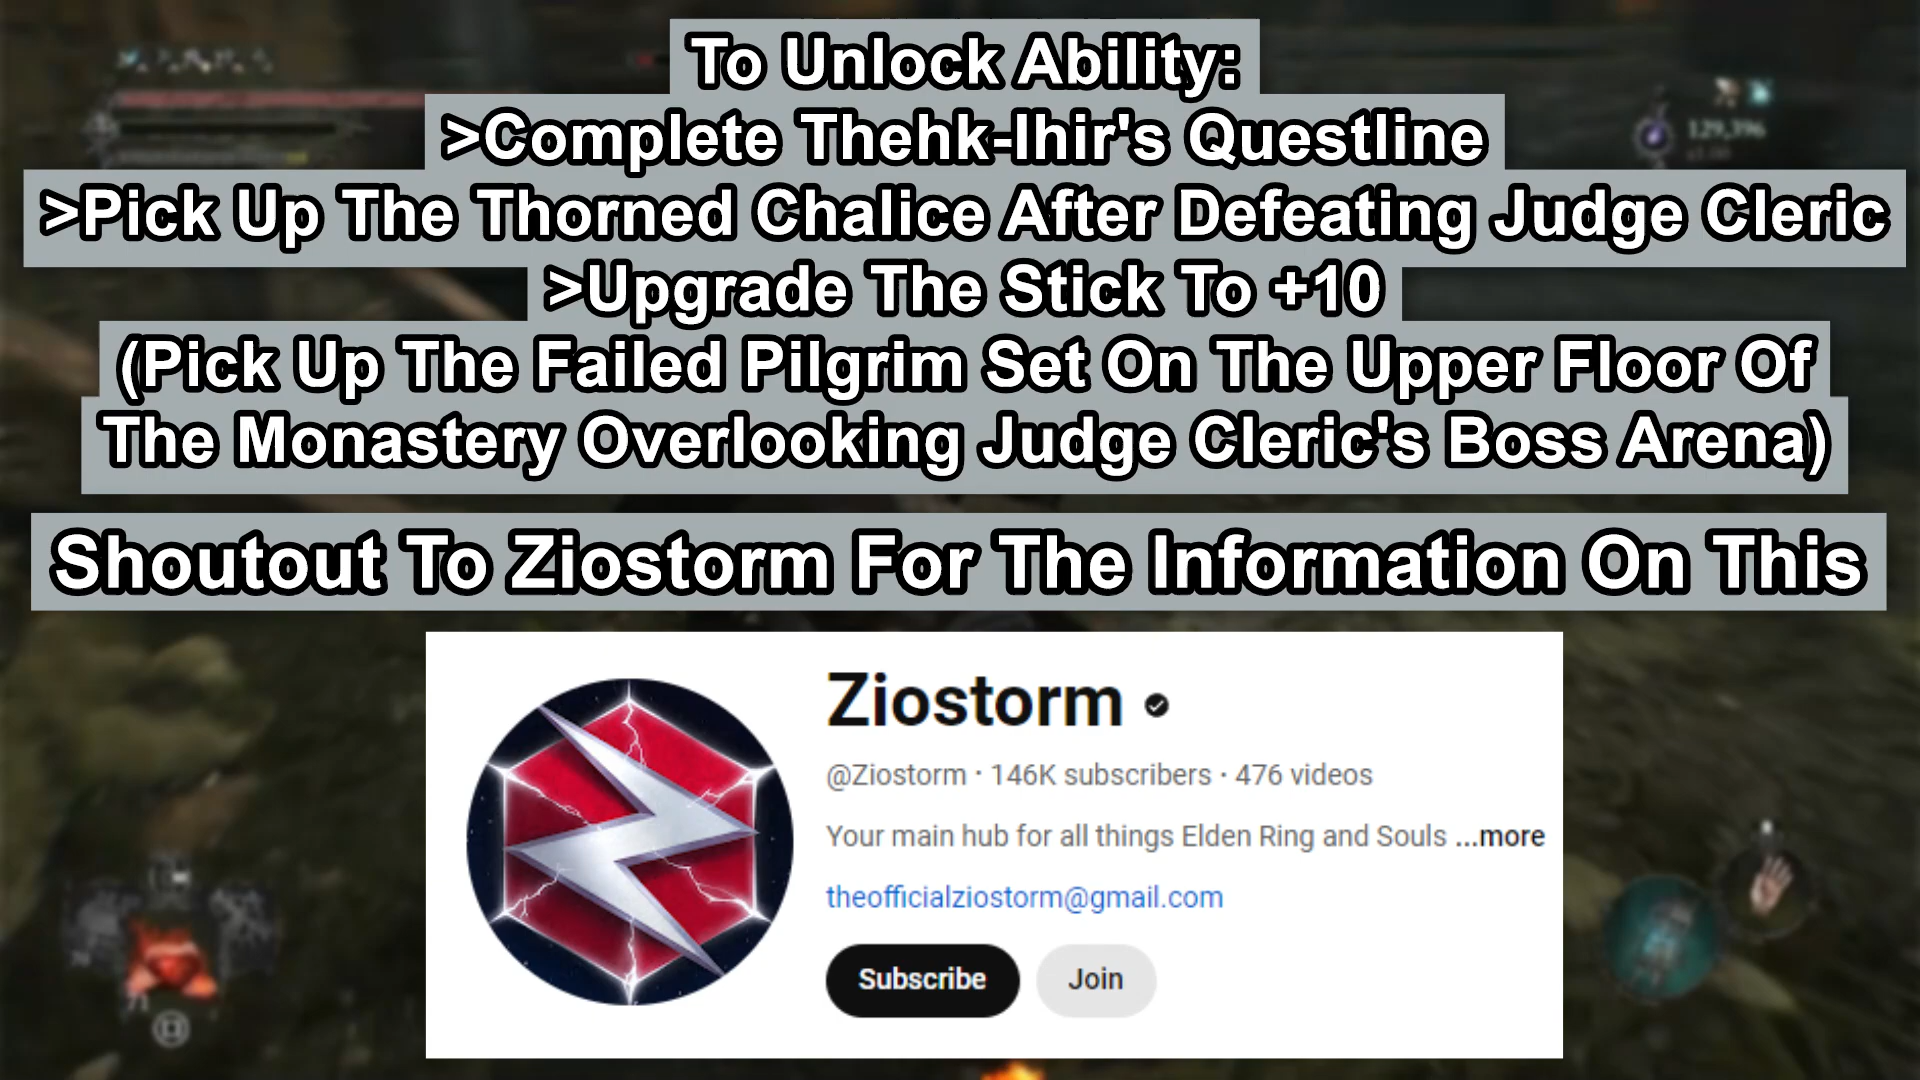 To Unlock Ability:
>Complete Thehk-Ihir's Questline
>Pick Up The Thorned Chalice After Defeating Judge Cleric
>Upgrade The Stick To +10
(Pick Up The Failed Pilgrim Set On The Upper Floor Of
The Monastery Overlooking Judge Cleric's Boss Arena)
129,396
Shoutout To Ziostorm For The Information On This
Ziostorm
@Ziostorm · 146K subscribers · 476 videos
Your main hub for all things Elden Ring and Souls ...more
theofficialziostorm@gmail.com
Subscribe
Join